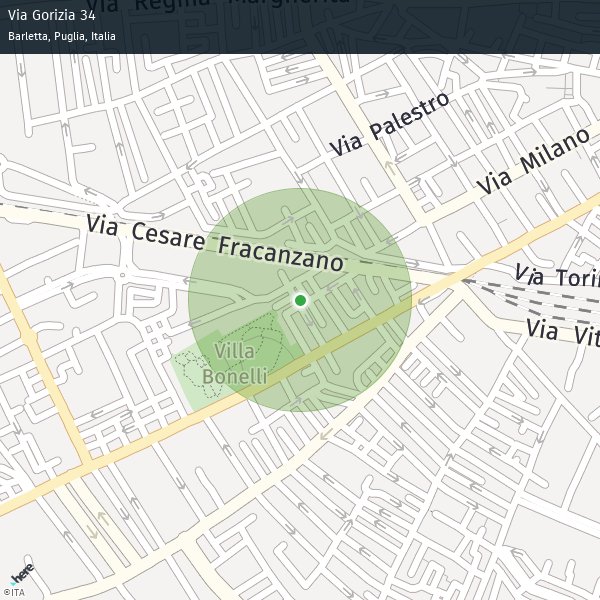 Via Gorizia 34
Barletta, Puglia, Italia
Via Regina Margherita
Via Palestro
Via Milano
Via Cesare Fracanzano
Via Torin
Via Vitt
Villa
Bonelli
here
©ITA